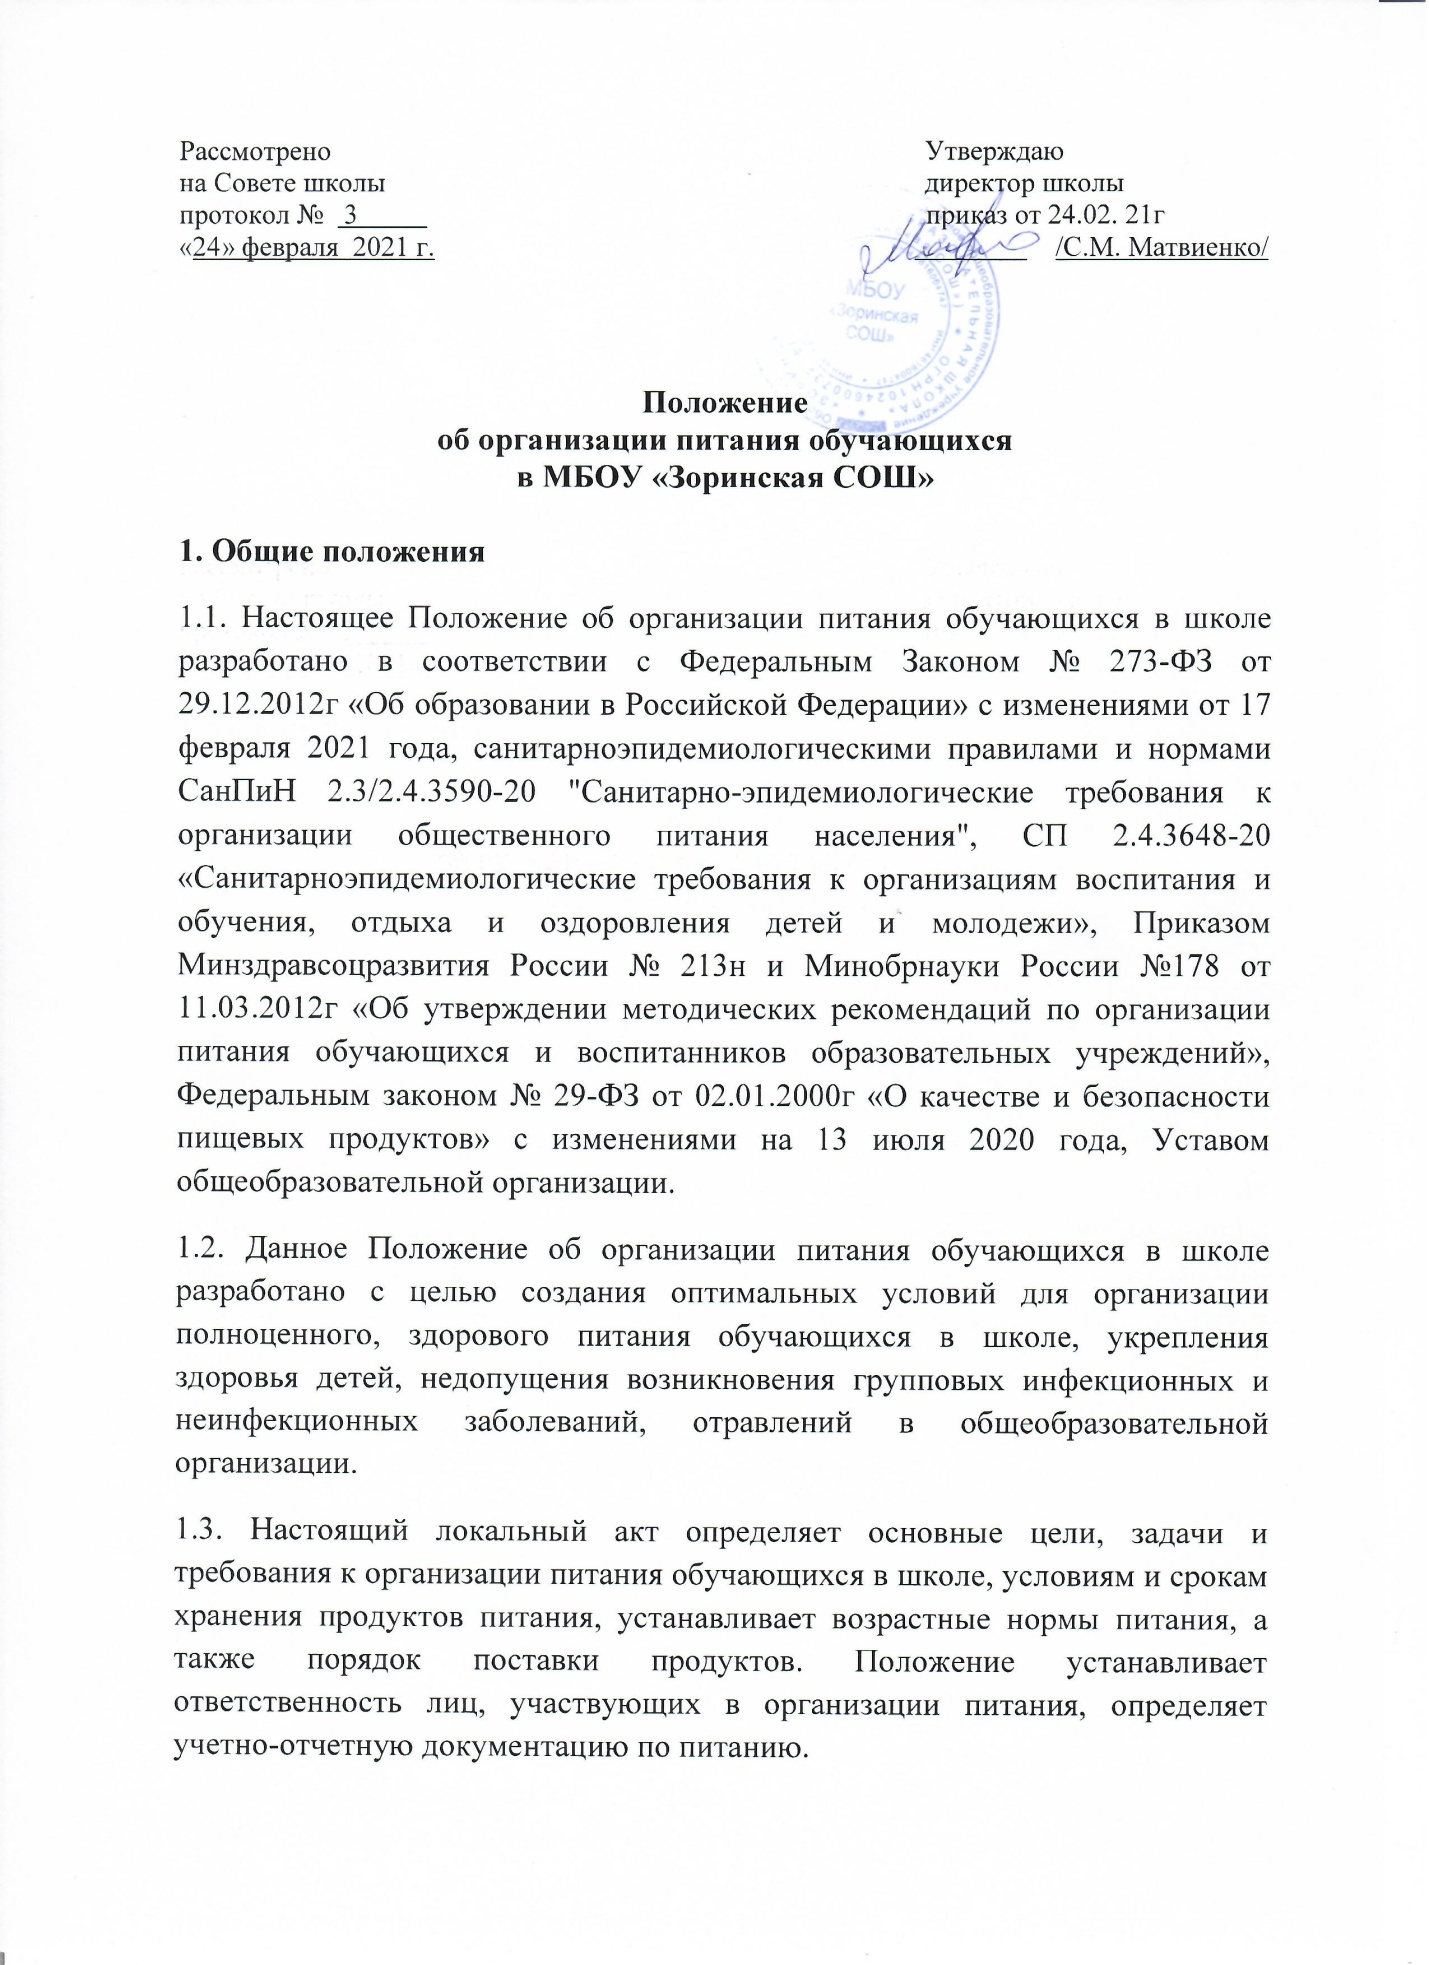 Рассмотрено
на Совете школы
протокол № 3
«24» февраля 2021 г.
Утверждаю
директор школы
приказ от 24.02. 21г
/С.М. Матвиенко/
МБОУ
«Зоринская
СОШ»
Положение
об организации питания обучающихся
в МБОУ «Зоринская СОШ»
1. Общие положения
1.1. Настоящее Положение об организации питания обучающихся в школе
разработано в соответствии с Федеральным Законом № 273-ФЗ от
29.12.2012г «Об образовании в Российской Федерации» с изменениями от 17
февраля 2021 года, санитарноэпидемиологическими правилами и нормами
СанПиН 2.3/2.4.3590-20 "Санитарно-эпидемиологические требования к
организации общественного питания населения", СП 2.4.3648-20
«Санитарноэпидемиологические требования к организациям воспитания и
обучения, отдыха и оздоровления детей и молодежи», Приказом
Минздравсоцразвития России № 213н и Минобрнауки России №178 от
11.03.2012г «Об утверждении методических рекомендаций по организации
питания обучающихся и воспитанников образовательных учреждений»,
Федеральным законом № 29-ФЗ от 02.01.2000г «О качестве и безопасности
пищевых продуктов» с изменениями на 13 июля 2020 года, Уставом
общеобразовательной организации.
1.2. Данное Положение об организации питания обучающихся в школе
разработано с целью создания оптимальных условий для организации
полноценного, здорового питания обучающихся в школе, укрепления
здоровья детей, недопущения возникновения групповых инфекционных и
неинфекционных заболеваний, отравлений в общеобразовательной
организации.
1.3. Настоящий локальный акт определяет основные цели, задачи и
требования к организации питания обучающихся в школе, условиям и срокам
хранения продуктов питания, устанавливает возрастные нормы питания, а
также порядок поставки продуктов. Положение устанавливает
ответственность лиц, участвующих в организации питания, определяет
учетно-отчетную документацию по питанию.